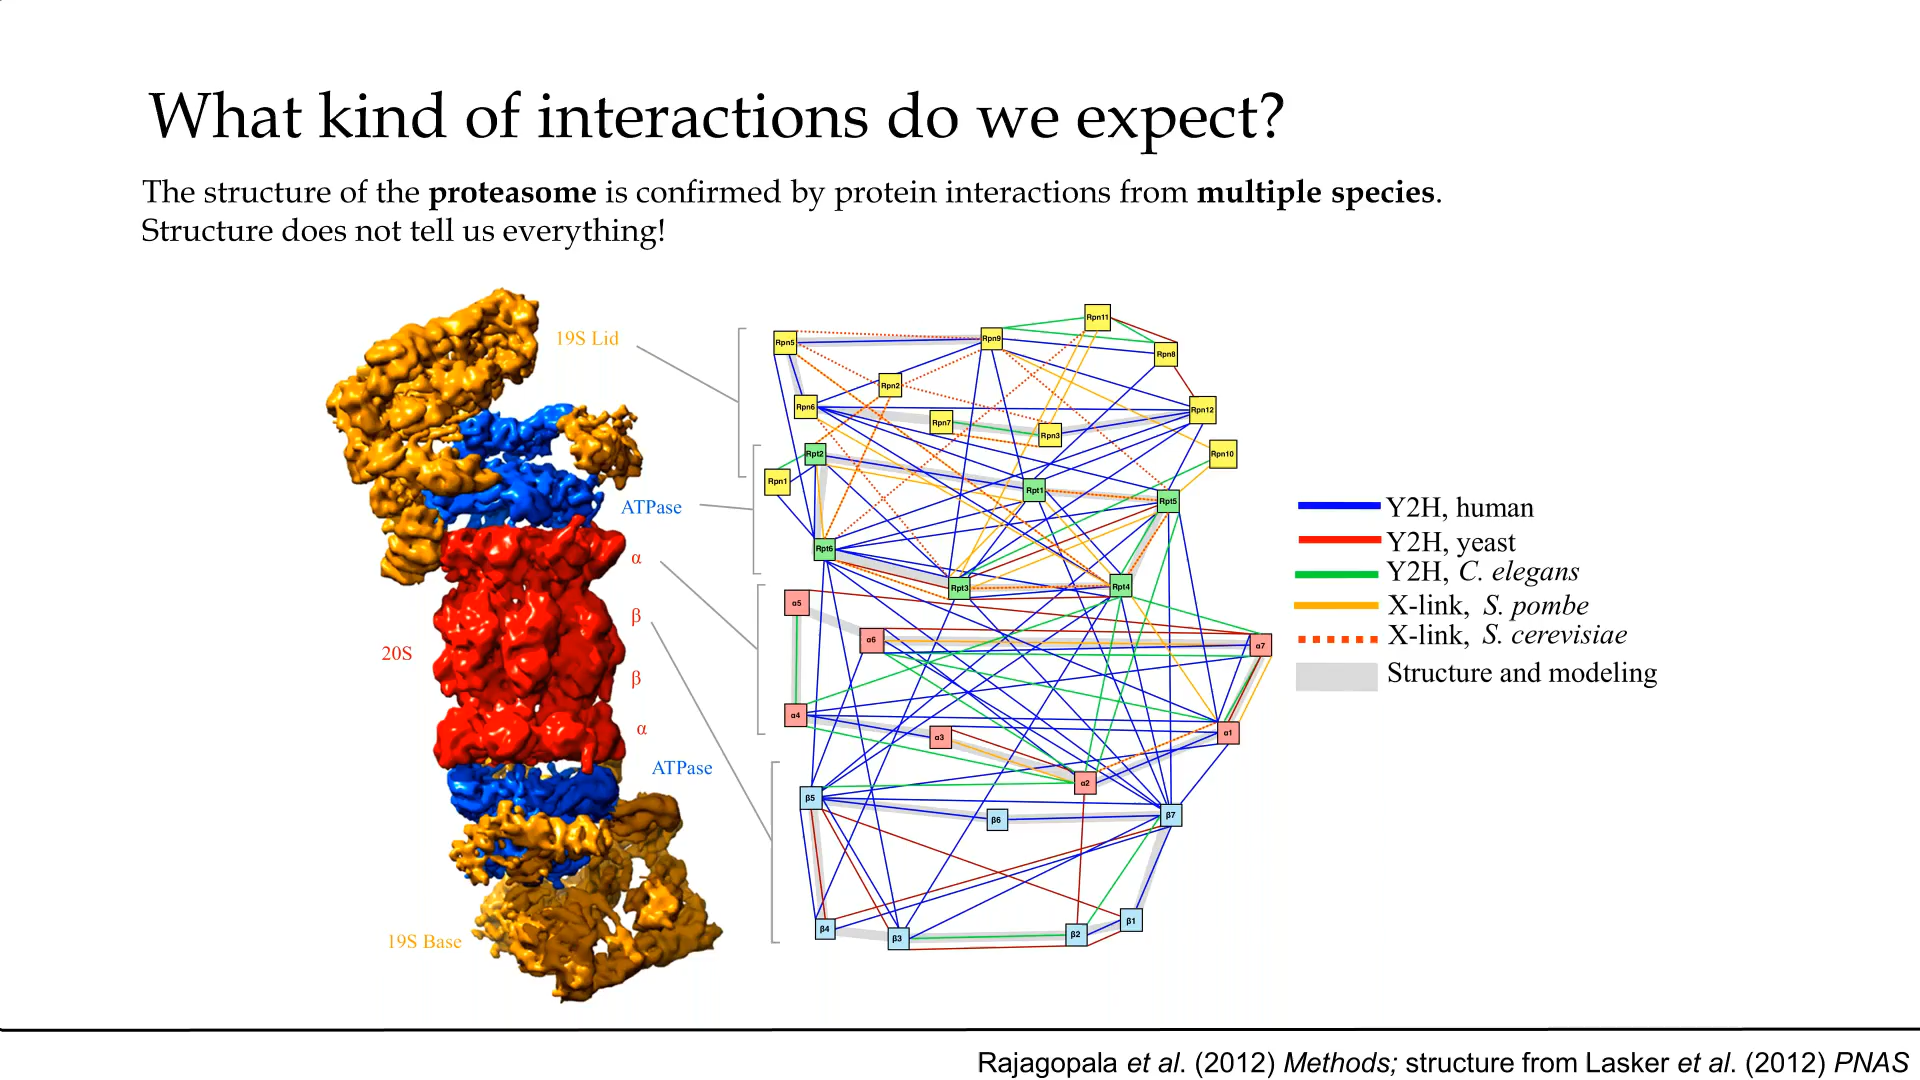 What kind of interactions do we expect?
The structure of the proteasome is confirmed by protein interactions from multiple species.
Structure does not tell us everything!
19S Lid
ATPase
α
β
20S
β
α
ATPase
19S Base
Rpn11
Rpn5
Rpn9
Rpn8
Rpn2
Rpn6
Rpn12
Rpn7
Rpn3
Rpt2
Rpn10
Rpn1
Rpt1
Rpt5
Rpt6
Rpt3
Rpt4
α5
α6
α7
α4
α3
α1
α2
β5
β6
β7
β4
β3
β2
β1
Y2H, human
Y2H, yeast
Y2H, C. elegans
X-link, S. pombe
X-link, S. cerevisiae
Structure and modeling
Rajagopala et al. (2012) Methods; structure from Lasker et al. (2012) PNAS